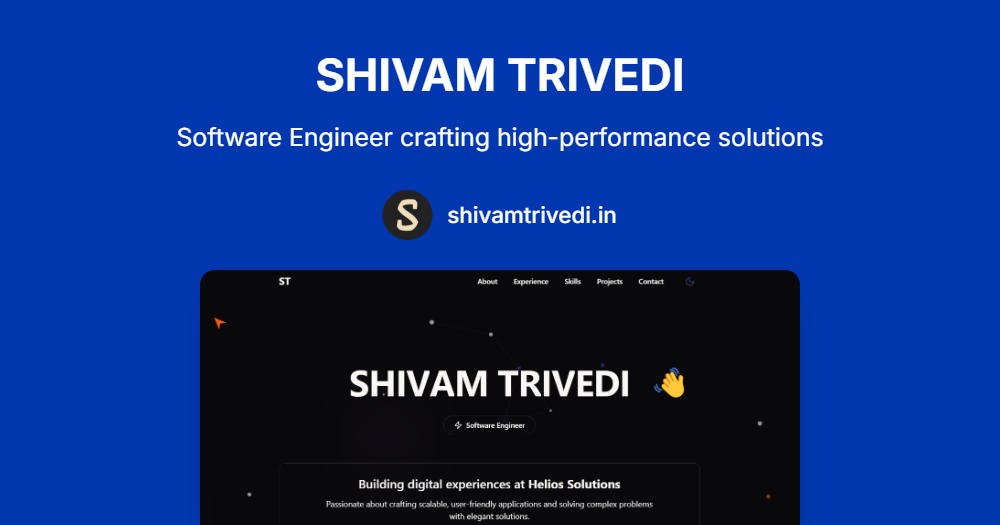 SHIVAM TRIVEDI
Software Engineer crafting high-performance solutions
S
shivamtrivedi.in
ST
About Experience Skills Projects Contact
SHIVAM TRIVEDI
Software Engineer
Building digital experiences at Helios Solutions
Passionate about crafting scalable, user-friendly applications and solving complex problems
with elegant solutions.